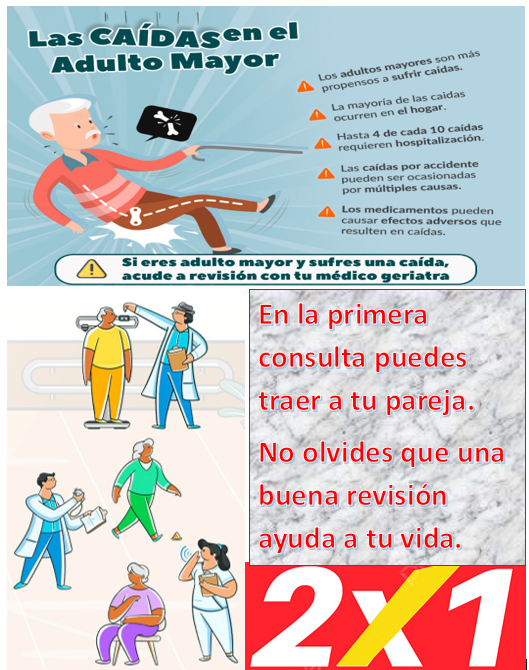 Las CAÍDAS en el
Adulto Mayor
Los adultos mayores son más
propensos a sufrir caídas.
La mayoría de las caidas
ocurren en el hogar.
Hasta 4 de cada 10 caídas
requieren hospitalización.
Las caídas por accidente
pueden ser ocasionadas
por múltiples causas.
Los medicamentos pueden
causar efectos adversos que
resulten en caídas.
Si eres adulto mayor y sufres una caída,
acude a revisión con tu médico geriatra
En la primera
consulta puedes
traer a tu pareja.
No olvides que una
buena revisión
ayuda a tu vida.
2x1